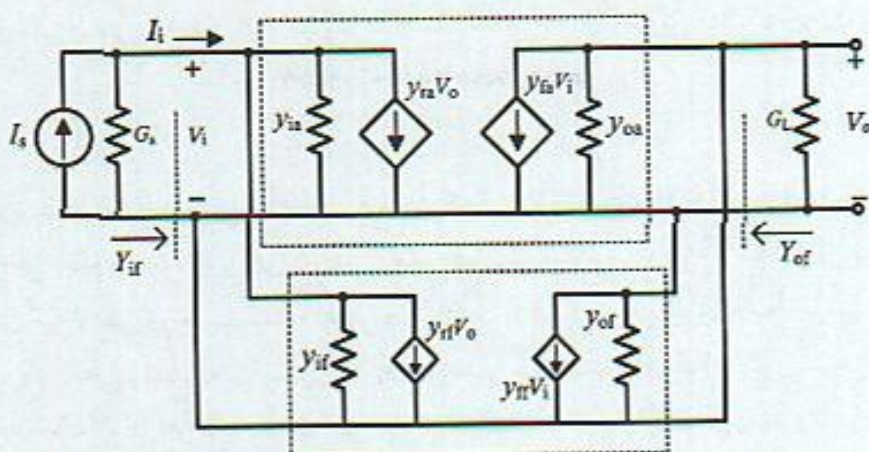 I_i
+
y_ra V_o
y_fa V_i
+
I_s
G_s
V_i
y_ia
y_oa
G_L
V_o
−
−
Y_if
Y_of
y_if
y_rf V_o
y_ff V_i
y_of